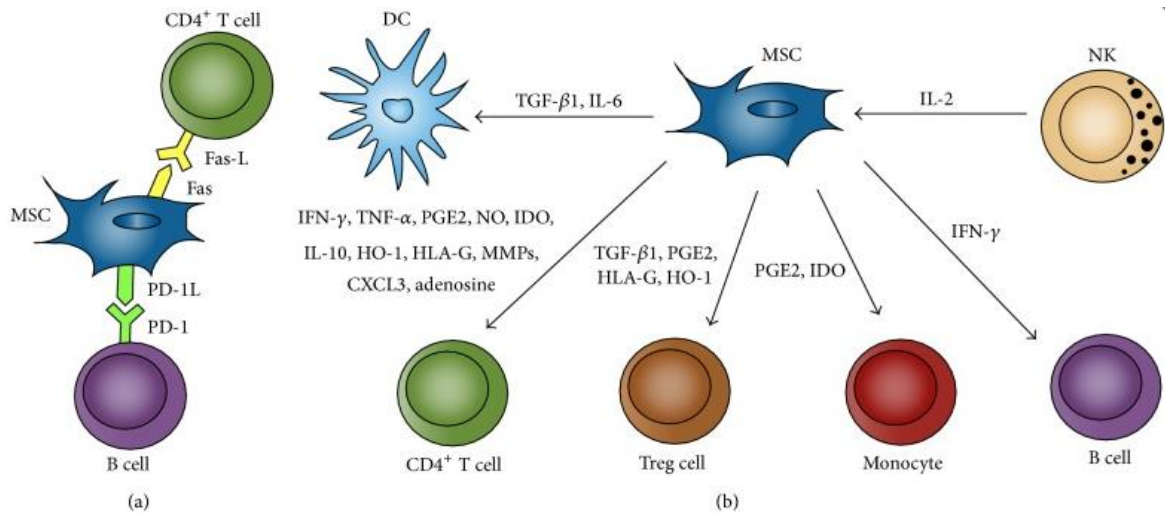 CD4+ T cell
Fas-L
Fas
MSC
PD-1L
PD-1
B cell
(a)
DC
MSC
NK
TGF-β1, IL-6
IL-2
IFN-γ, TNF-α, PGE2, NO, IDO,
IL-10, HO-1, HLA-G, MMPs,
CXCL3, adenosine
TGF-β1, PGE2,
HLA-G, HO-1
PGE2, IDO
IFN-γ
CD4+ T cell
Treg cell
Monocyte
B cell
(b)